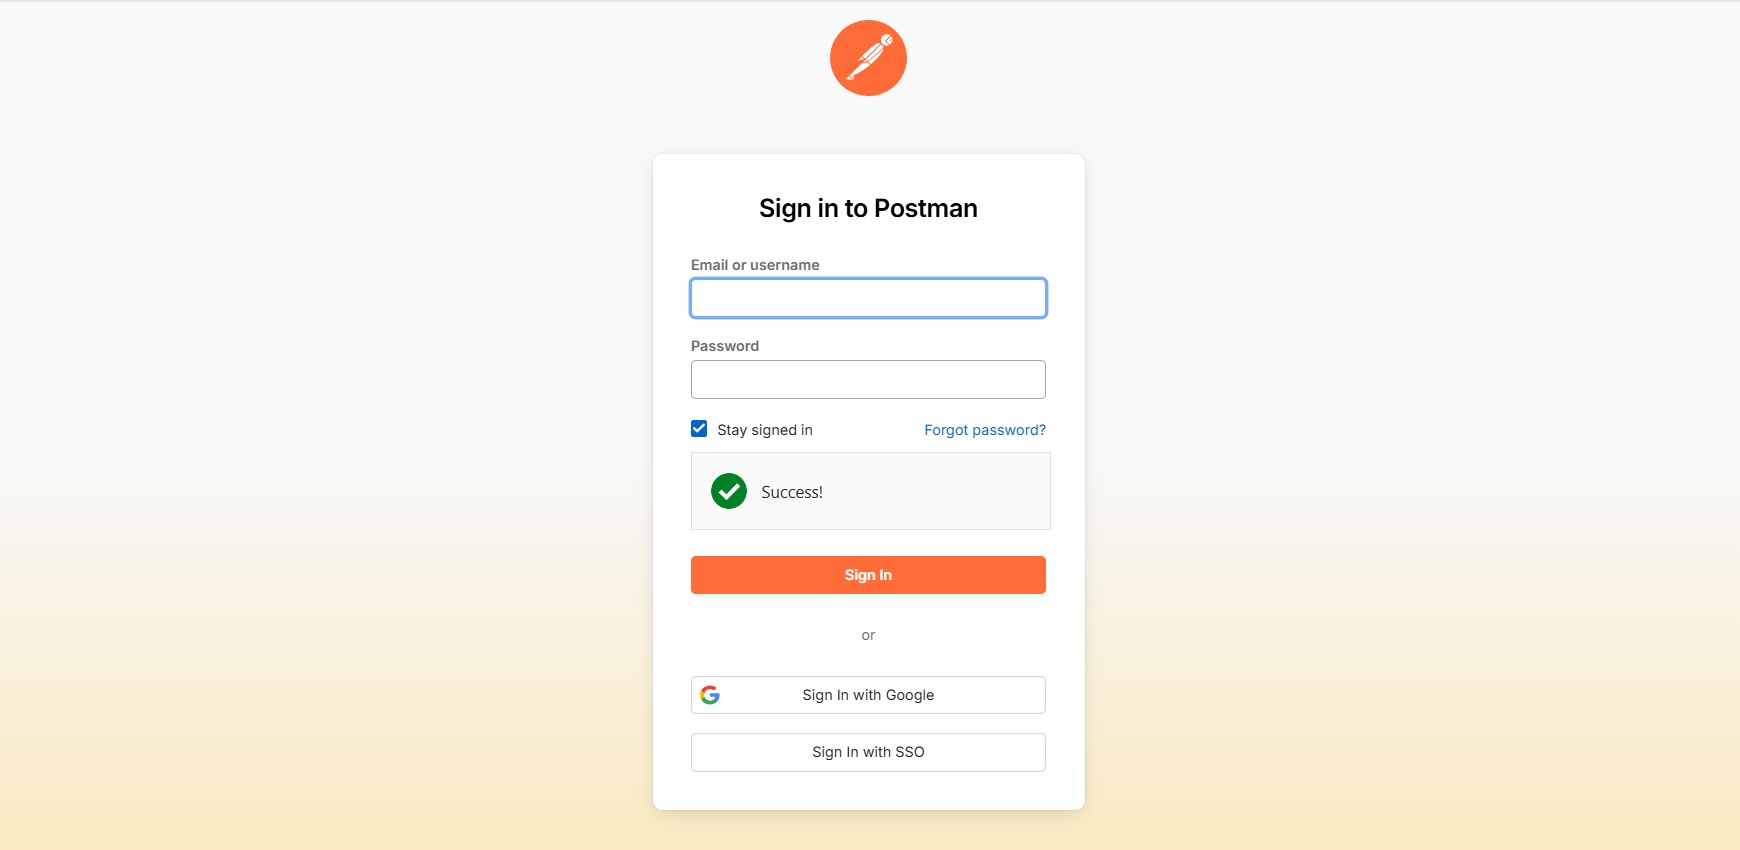 Sign in to Postman
Email or username
Password
Stay signed in Forgot password?
Success!
Sign In
or
Sign In with Google
Sign In with SSO